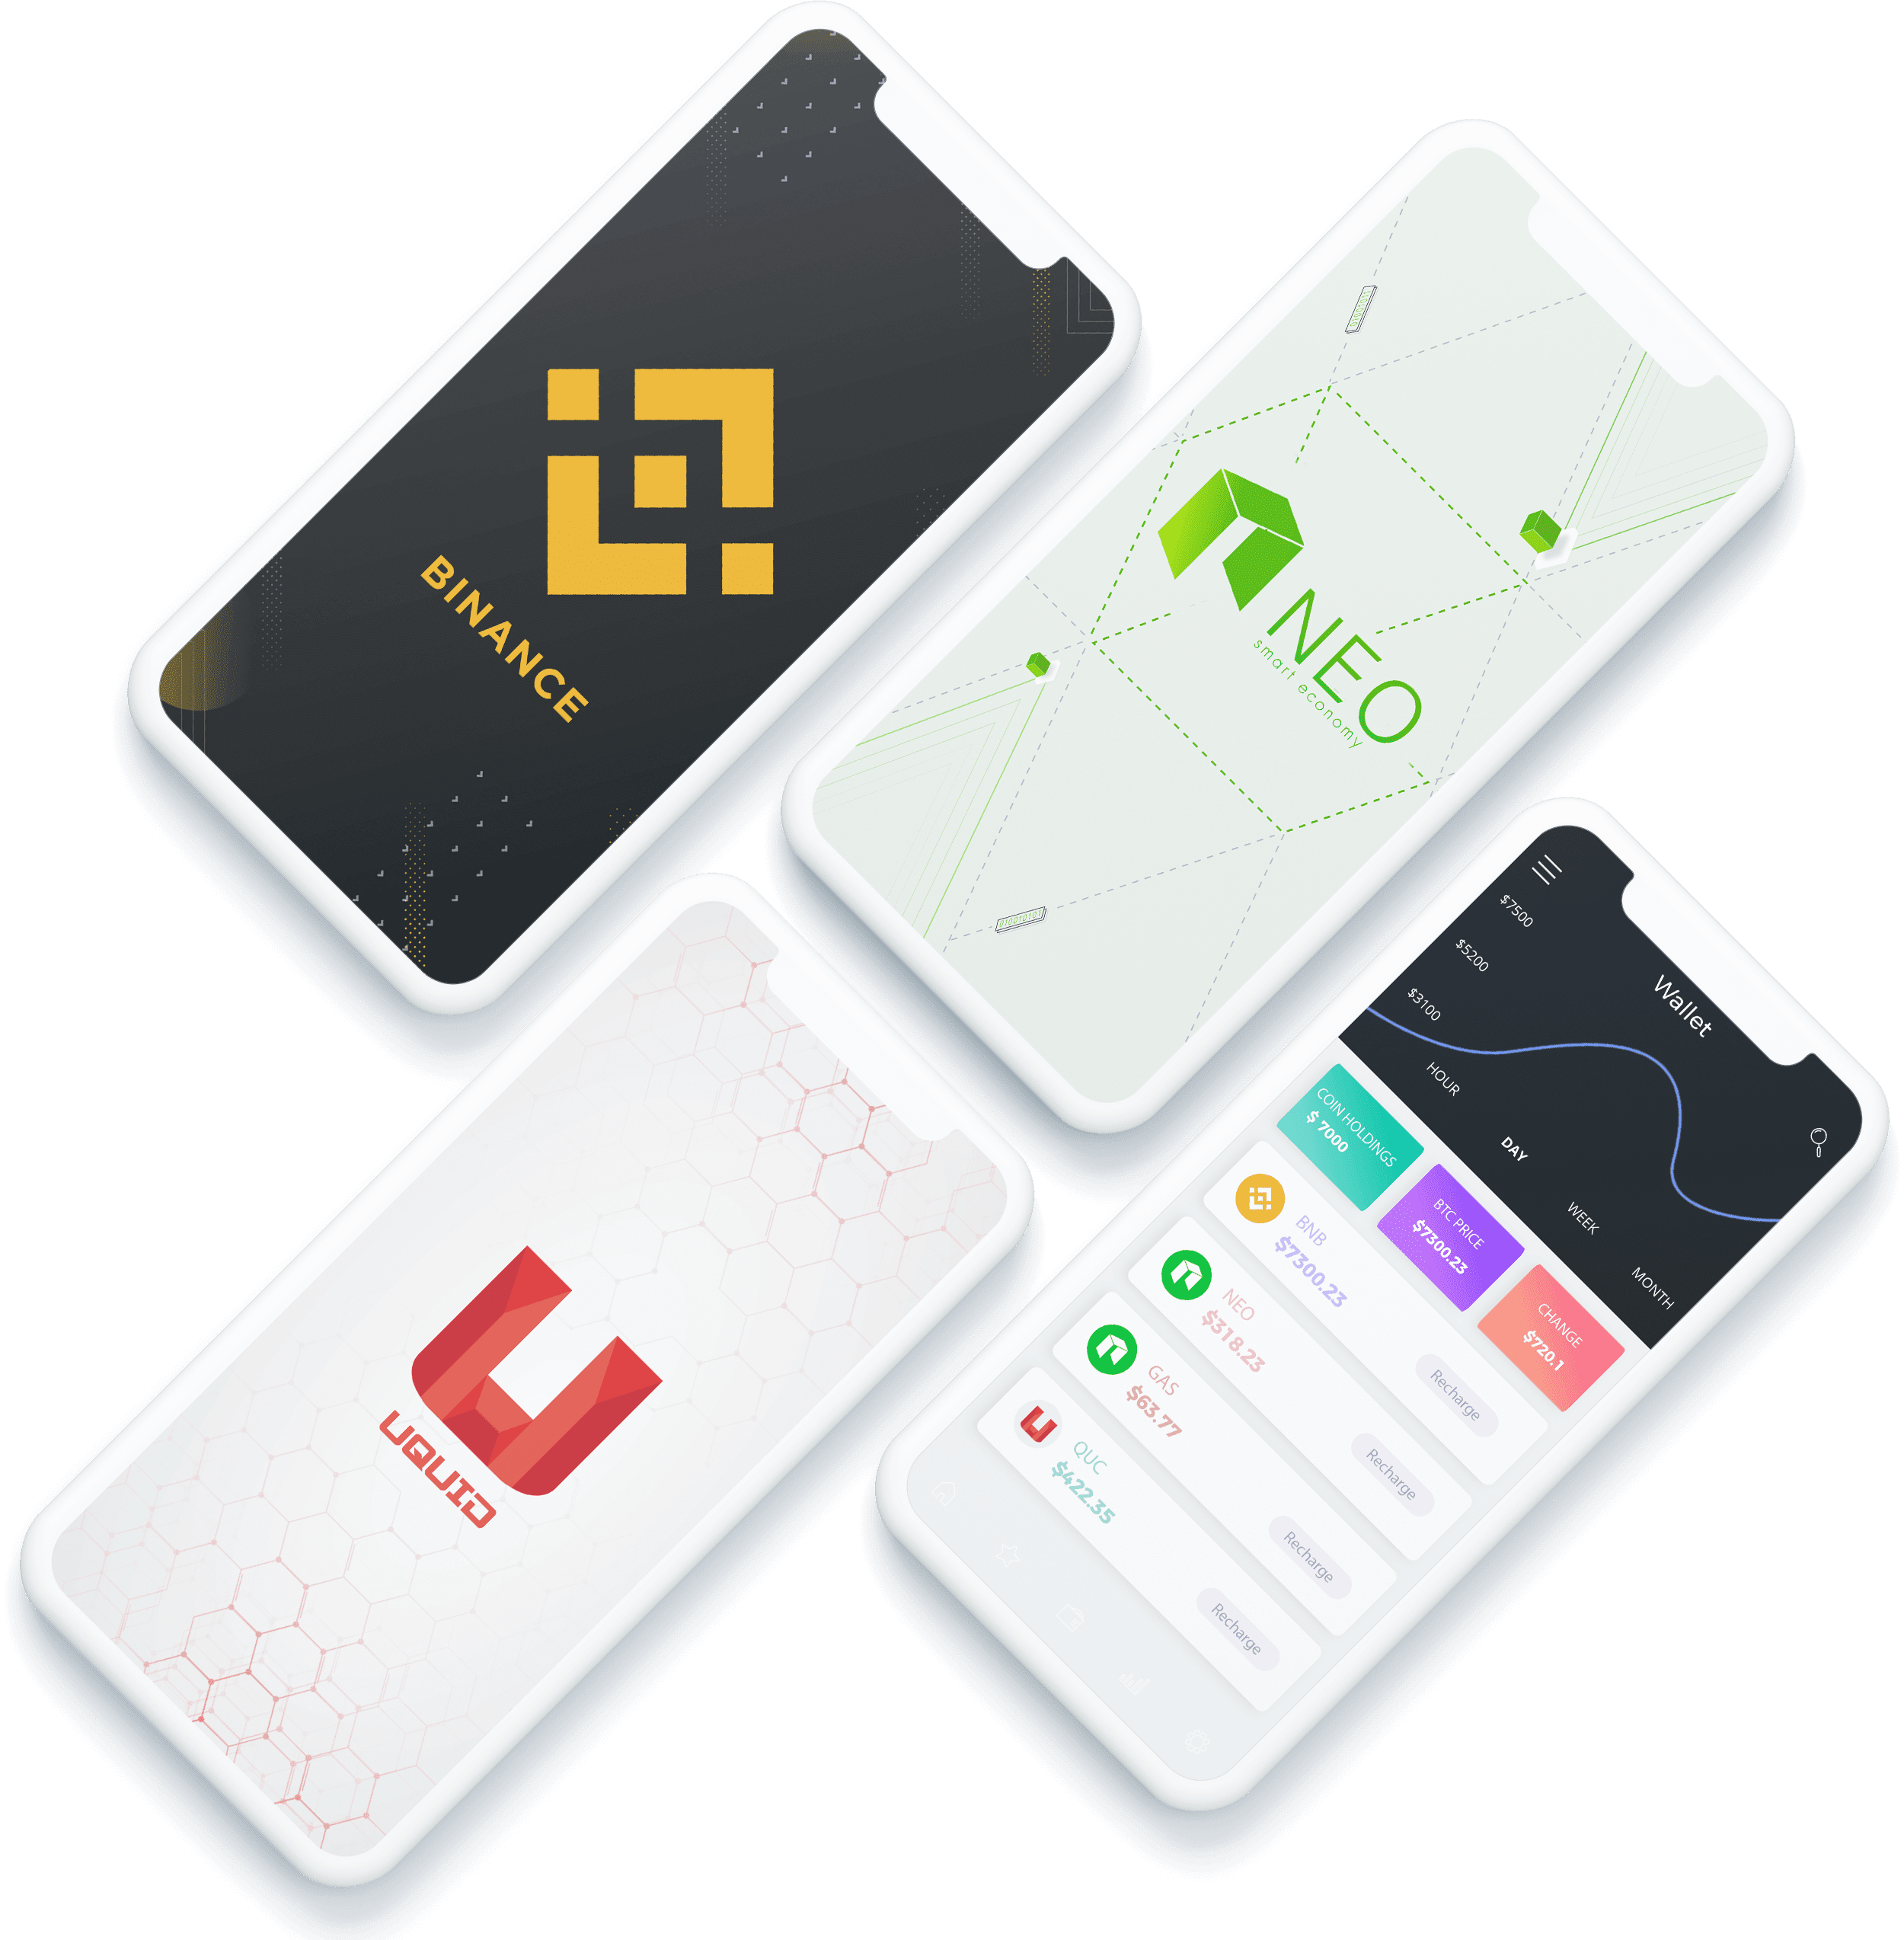 BINANCE
NEO
smart economy
UQUID
Wallet
$7500
$5200
$3100
HOUR
DAY
WEEK
MONTH
COIN HOLDINGS
$ 7000
BTC PRICE
$7300.23
CHANGE
$720.1
BNB
$7300.23
Recharge
NEO
$318.23
Recharge
GAS
$63.77
Recharge
QUC
$422.35
Recharge